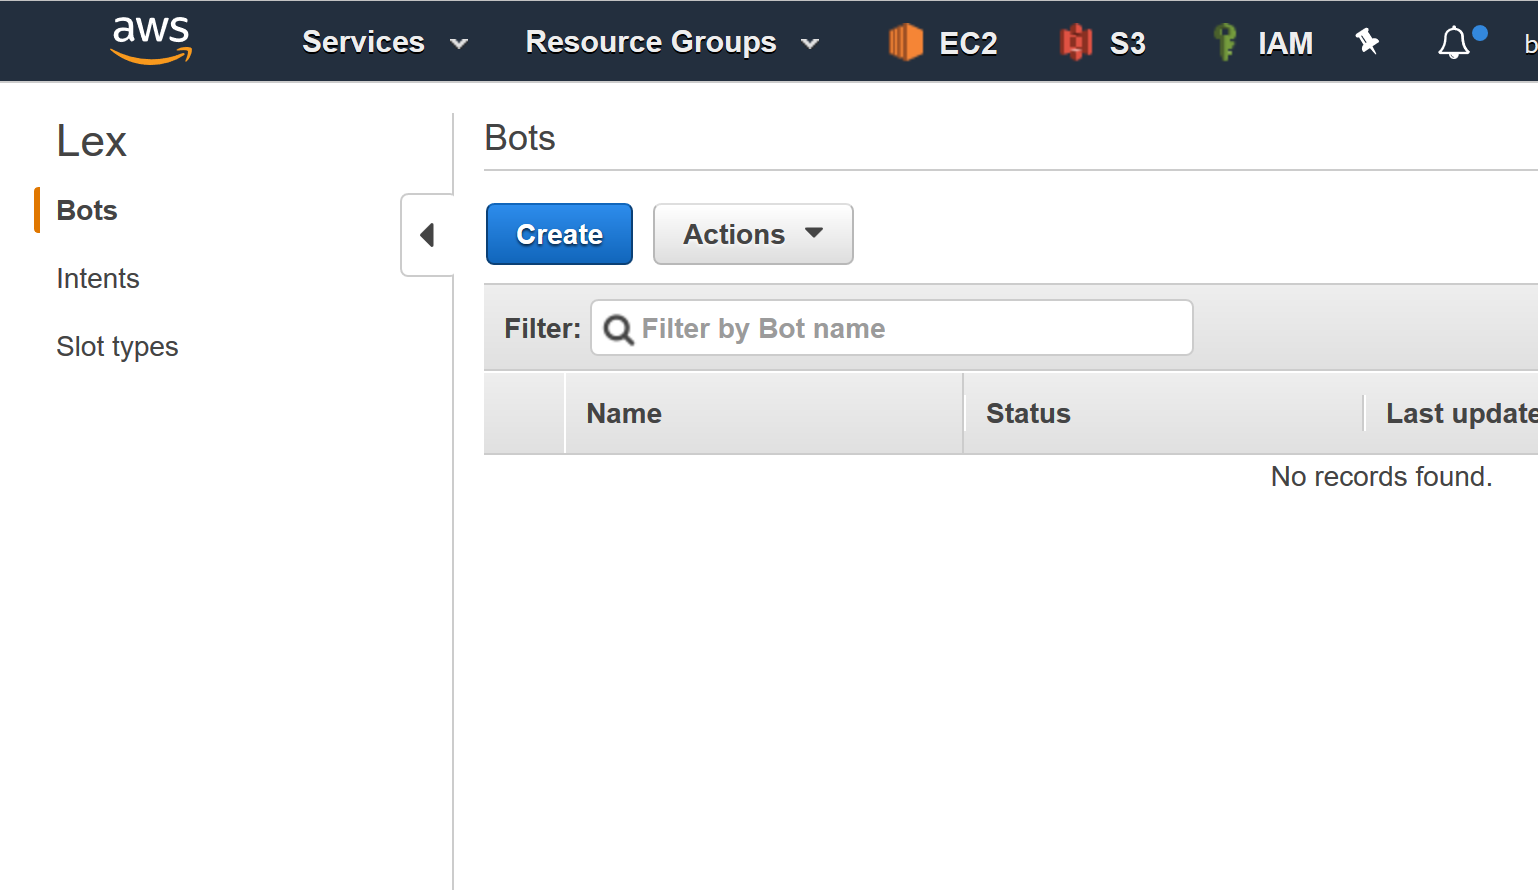 aws Services Resource Groups EC2 S3 IAM b
Lex
Bots
Intents
Slot types
Bots
Create Actions
Filter: Filter by Bot name
Name Status Last update
No records found.